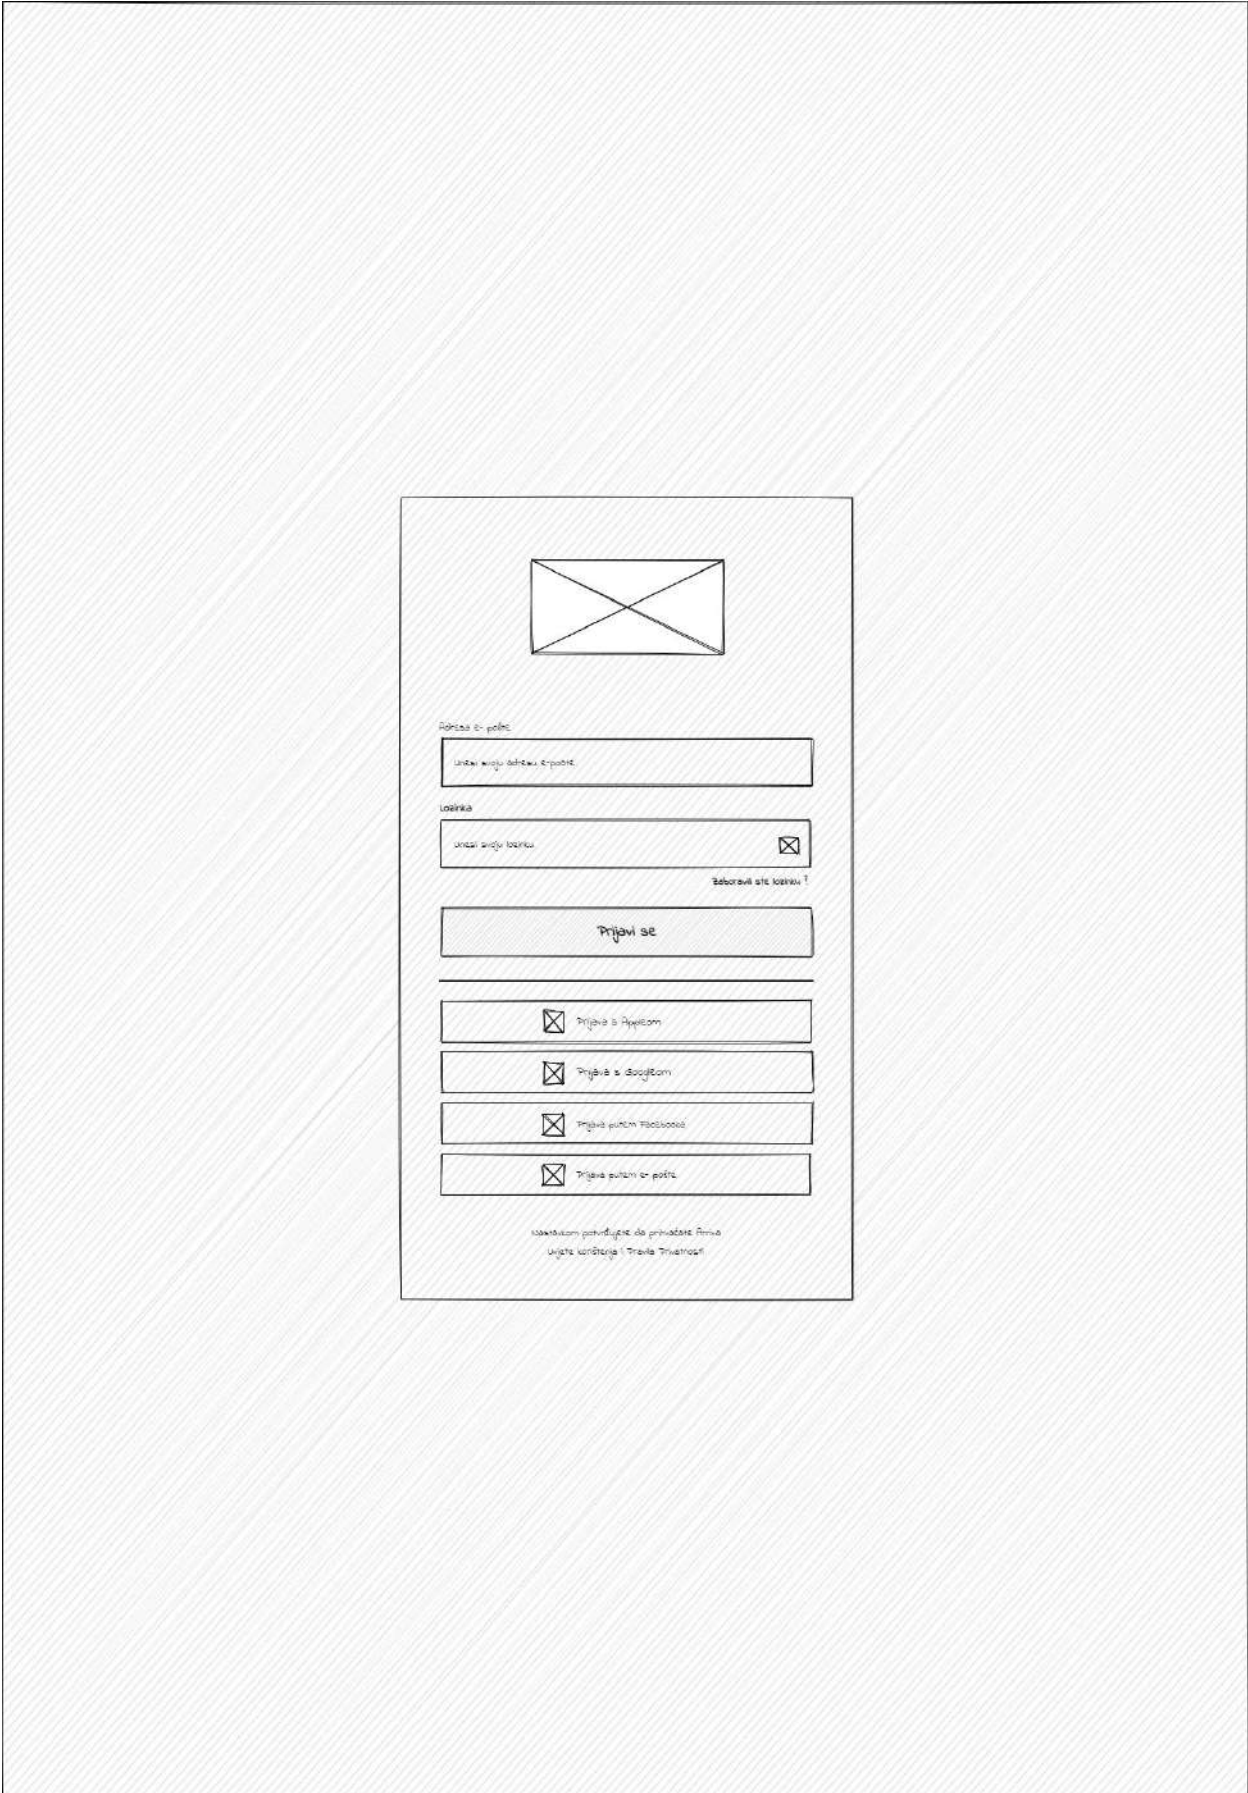 Adresa e- pošte
Unesi svoju adresu e-pošte
Lozinka
Unesi svoju lozinku
Zaboravili ste lozinku ?
Prijavi se
Prijava s Appleom
Prijava s Googleom
Prijava putem Facebooka
Prijava putem e- pošte
Nastavkom potvrđujete da prihvaćate Arriva
Uvjete korištenja i Pravila Privatnosti